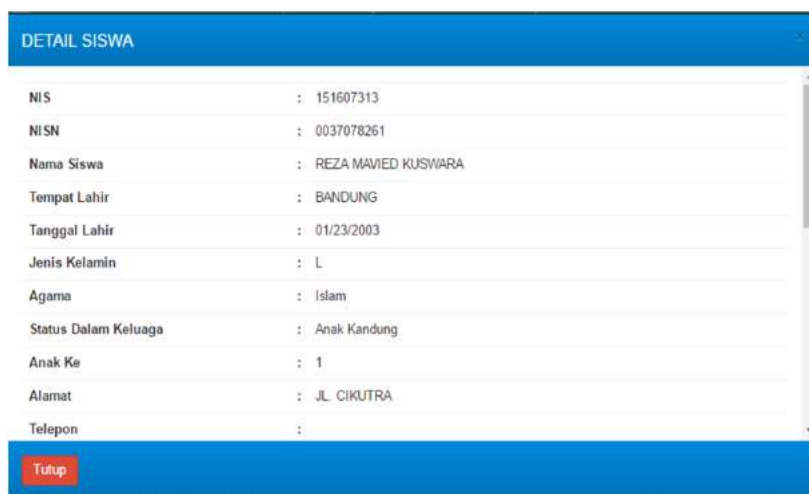 DETAIL SISWA
×
NIS : 151607313
NISN : 0037078261
Nama Siswa : REZA MAVIED KUSWARA
Tempat Lahir : BANDUNG
Tanggal Lahir : 01/23/2003
Jenis Kelamin : L
Agama : Islam
Status Dalam Keluaga : Anak Kandung
Anak Ke : 1
Alamat : JL. CIKUTRA
Telepon :
Tutup